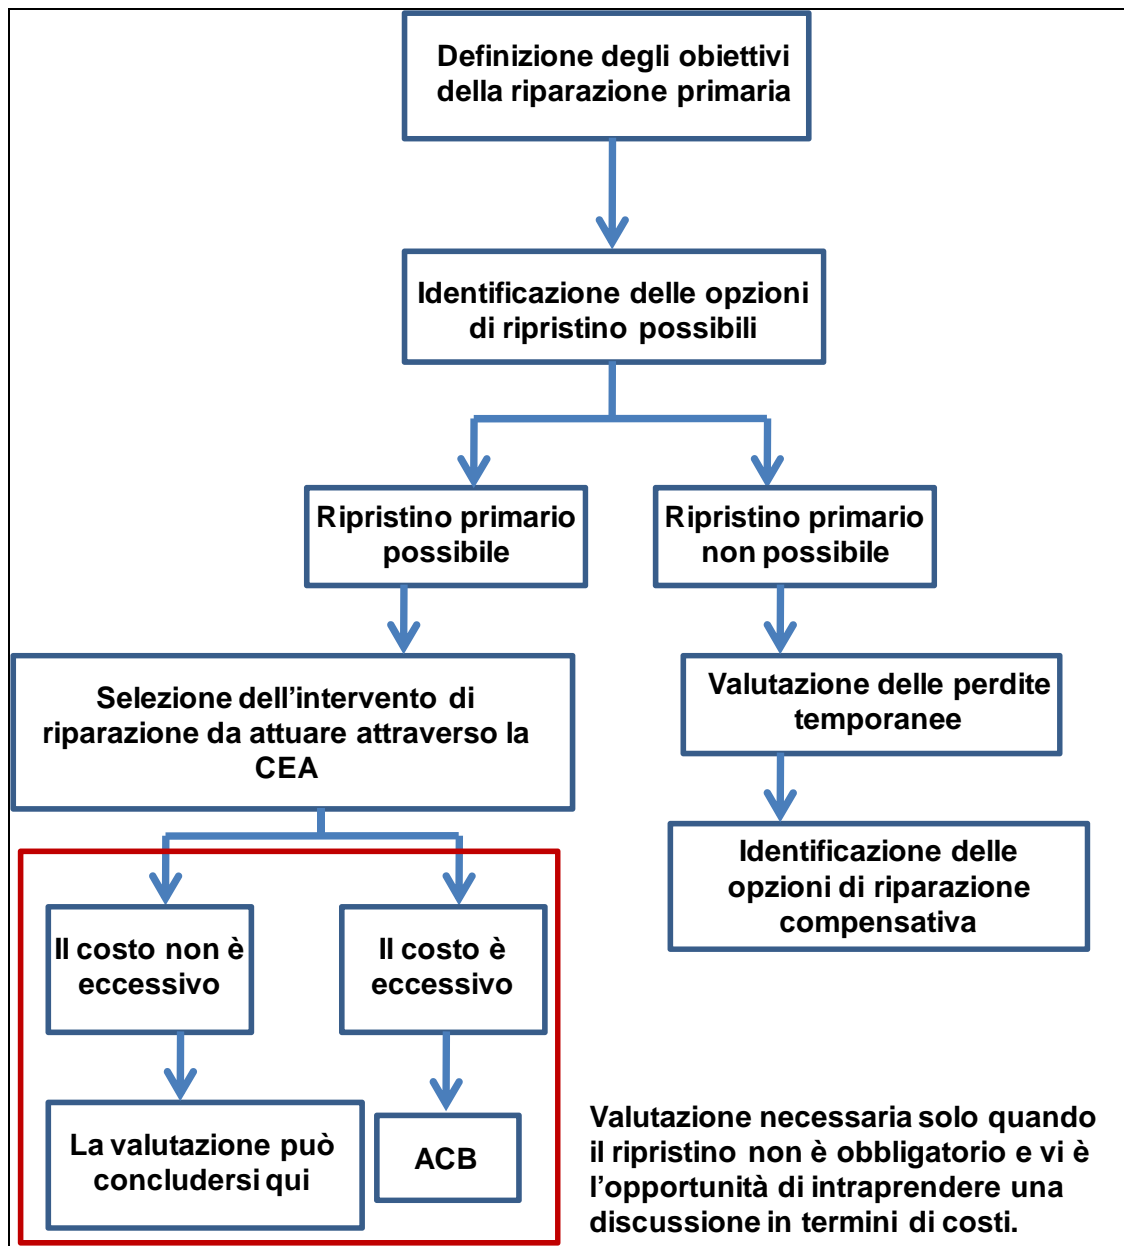 Definizione degli obiettivi
della riparazione primaria
Identificazione delle opzioni
di ripristino possibili
Ripristino primario
possibile
Ripristino primario
non possibile
Selezione dell’intervento di
riparazione da attuare attraverso la
CEA
Valutazione delle perdite
temporanee
Identificazione delle
opzioni di riparazione
compensativa
Il costo non è
eccessivo
Il costo è
eccessivo
La valutazione può
concludersi qui
ACB
Valutazione necessaria solo quando
il ripristino non è obbligatorio e vi è
l’opportunità di intraprendere una
discussione in termini di costi.